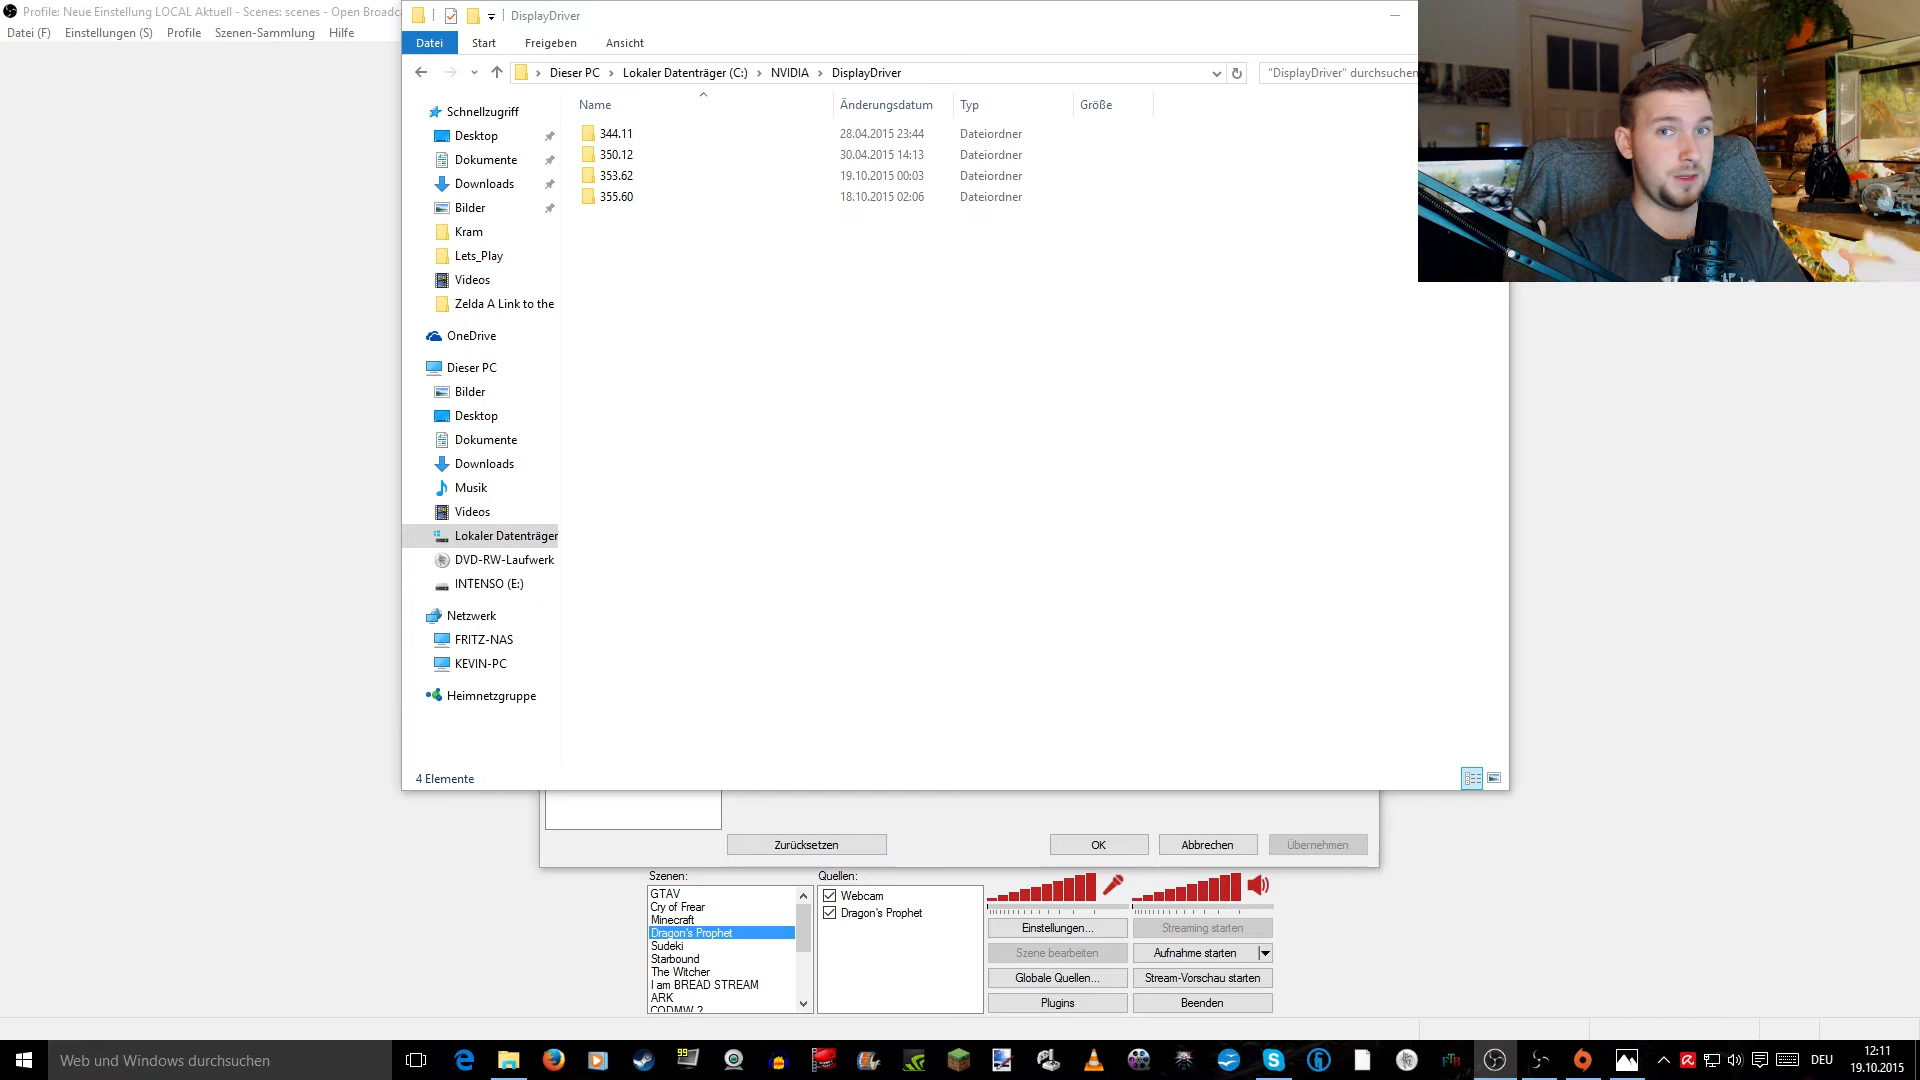 Profile: Neue Einstellung LOCAL Aktuell - Scenes: scenes - Open Broadc
Datei (F) Einstellungen (S) Profile Szenen-Sammlung Hilfe
DisplayDriver
Datei Start Freigeben Ansicht
Dieser PC Lokaler Datenträger (C:) NVIDIA DisplayDriver
"DisplayDriver" durchsuchen
Schnellzugriff
Desktop
Dokumente
Downloads
Bilder
Kram
Lets_Play
Videos
Zelda A Link to the
OneDrive
Dieser PC
Bilder
Desktop
Dokumente
Downloads
Musik
Videos
Lokaler Datenträger
DVD-RW-Laufwerk
INTENSO (E:)
Netzwerk
FRITZ-NAS
KEVIN-PC
Heimnetzgruppe
Name Änderungsdatum Typ Größe
344.11 28.04.2015 23:44 Dateiordner
350.12 30.04.2015 14:13 Dateiordner
353.62 19.10.2015 00:03 Dateiordner
355.60 18.10.2015 02:06 Dateiordner
4 Elemente
Zurücksetzen OK Abbrechen Übernehmen
Szenen:
GTAV
Cry of Frear
Minecraft
Dragon's Prophet
Sudeki
Starbound
The Witcher
I am BREAD STREAM
ARK
CODMW 2
Quellen:
Webcam
Dragon's Prophet
Einstellungen... Streaming starten
Szene bearbeiten Aufnahme starten
Globale Quellen... Stream-Vorschau starten
Plugins Beenden
Web und Windows durchsuchen
99
FTB
DEU
12:11
19.10.2015